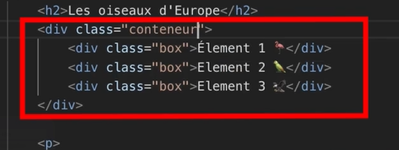 <h2>Les oiseaux d'Europe</h2>
<div class="conteneur">
<div class="box">Élement 1 🦩</div>
<div class="box">Element 2 🦜</div>
<div class="box">Element 3 </div>
</div>
<p>